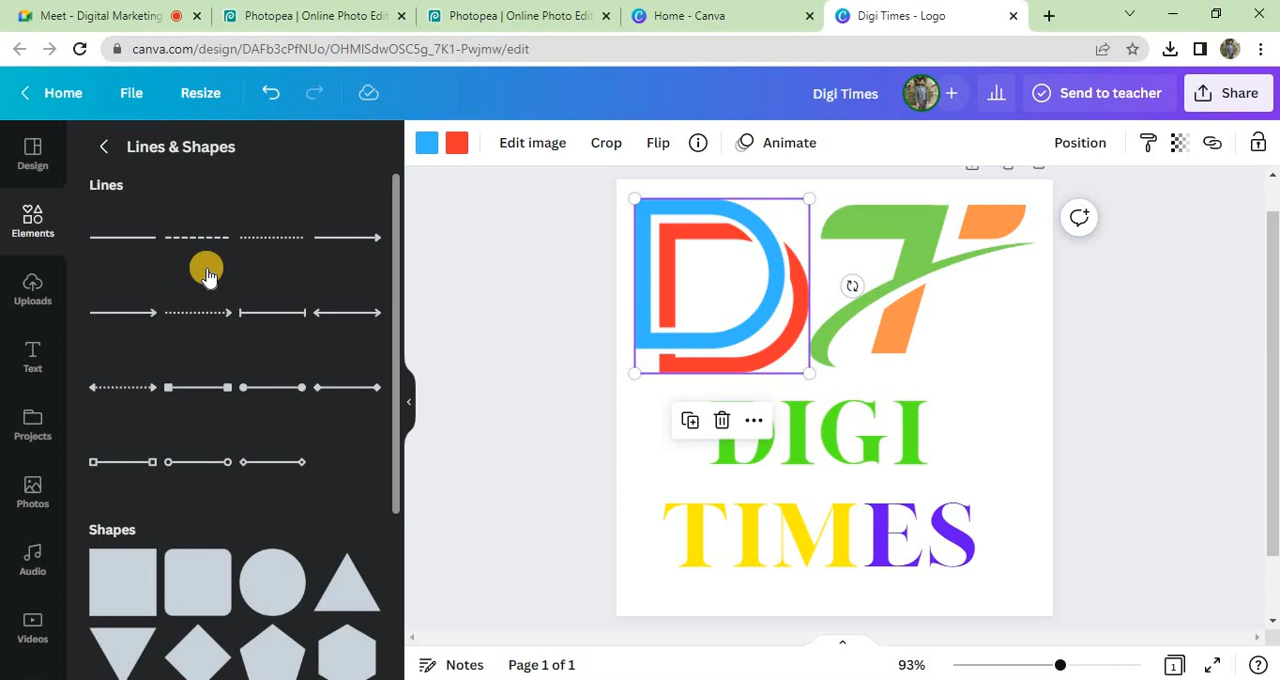 Meet - Digital Marketing
Photopea | Online Photo Edit
Photopea | Online Photo Edit
Home - Canva
Digi Times - Logo
canva.com/design/DAFb3cPfNUo/OHMISdwOSC5g_7K1-Pwjmw/edit
Home
File
Resize
Digi Times
Send to teacher
Share
Design
Elements
Uploads
Text
Projects
Photos
Audio
Videos
Lines & Shapes
Lines
Shapes
Edit image
Crop
Flip
Animate
Position
DIGI
TIMES
Notes
Page 1 of 1
93%
1